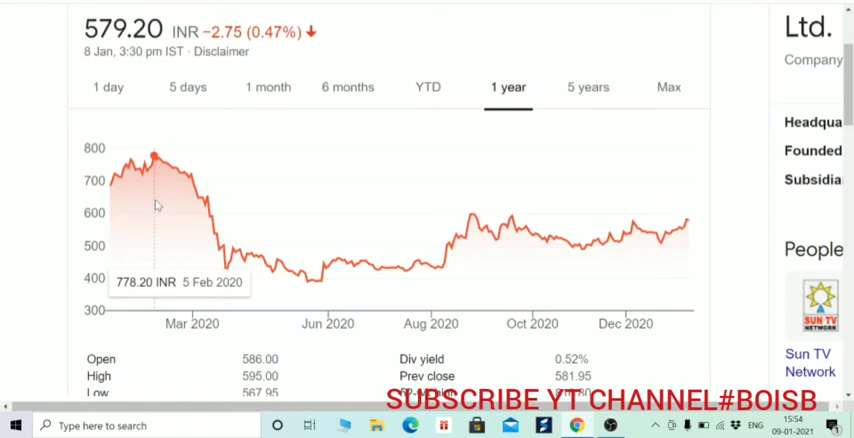 579.20 INR −2.75 (0.47%)
Ltd.
8 Jan, 3:30 pm IST · Disclaimer
Company
1 day 5 days 1 month 6 months YTD 1 year 5 years Max
Headqua
Founded
Subsidia
800
700
600
500
400
300
778.20 INR 5 Feb 2020
Mar 2020 Jun 2020 Aug 2020 Oct 2020 Dec 2020
People
SUN TV
NETWORK
Sun TV
Network
Open 586.00 Div yield 0.52%
High 595.00 Prev close 581.95
Low 567.95
SUBSCRIBE YT CHANNEL#BOISB
Type here to search
ENG
15:54
09-01-2021